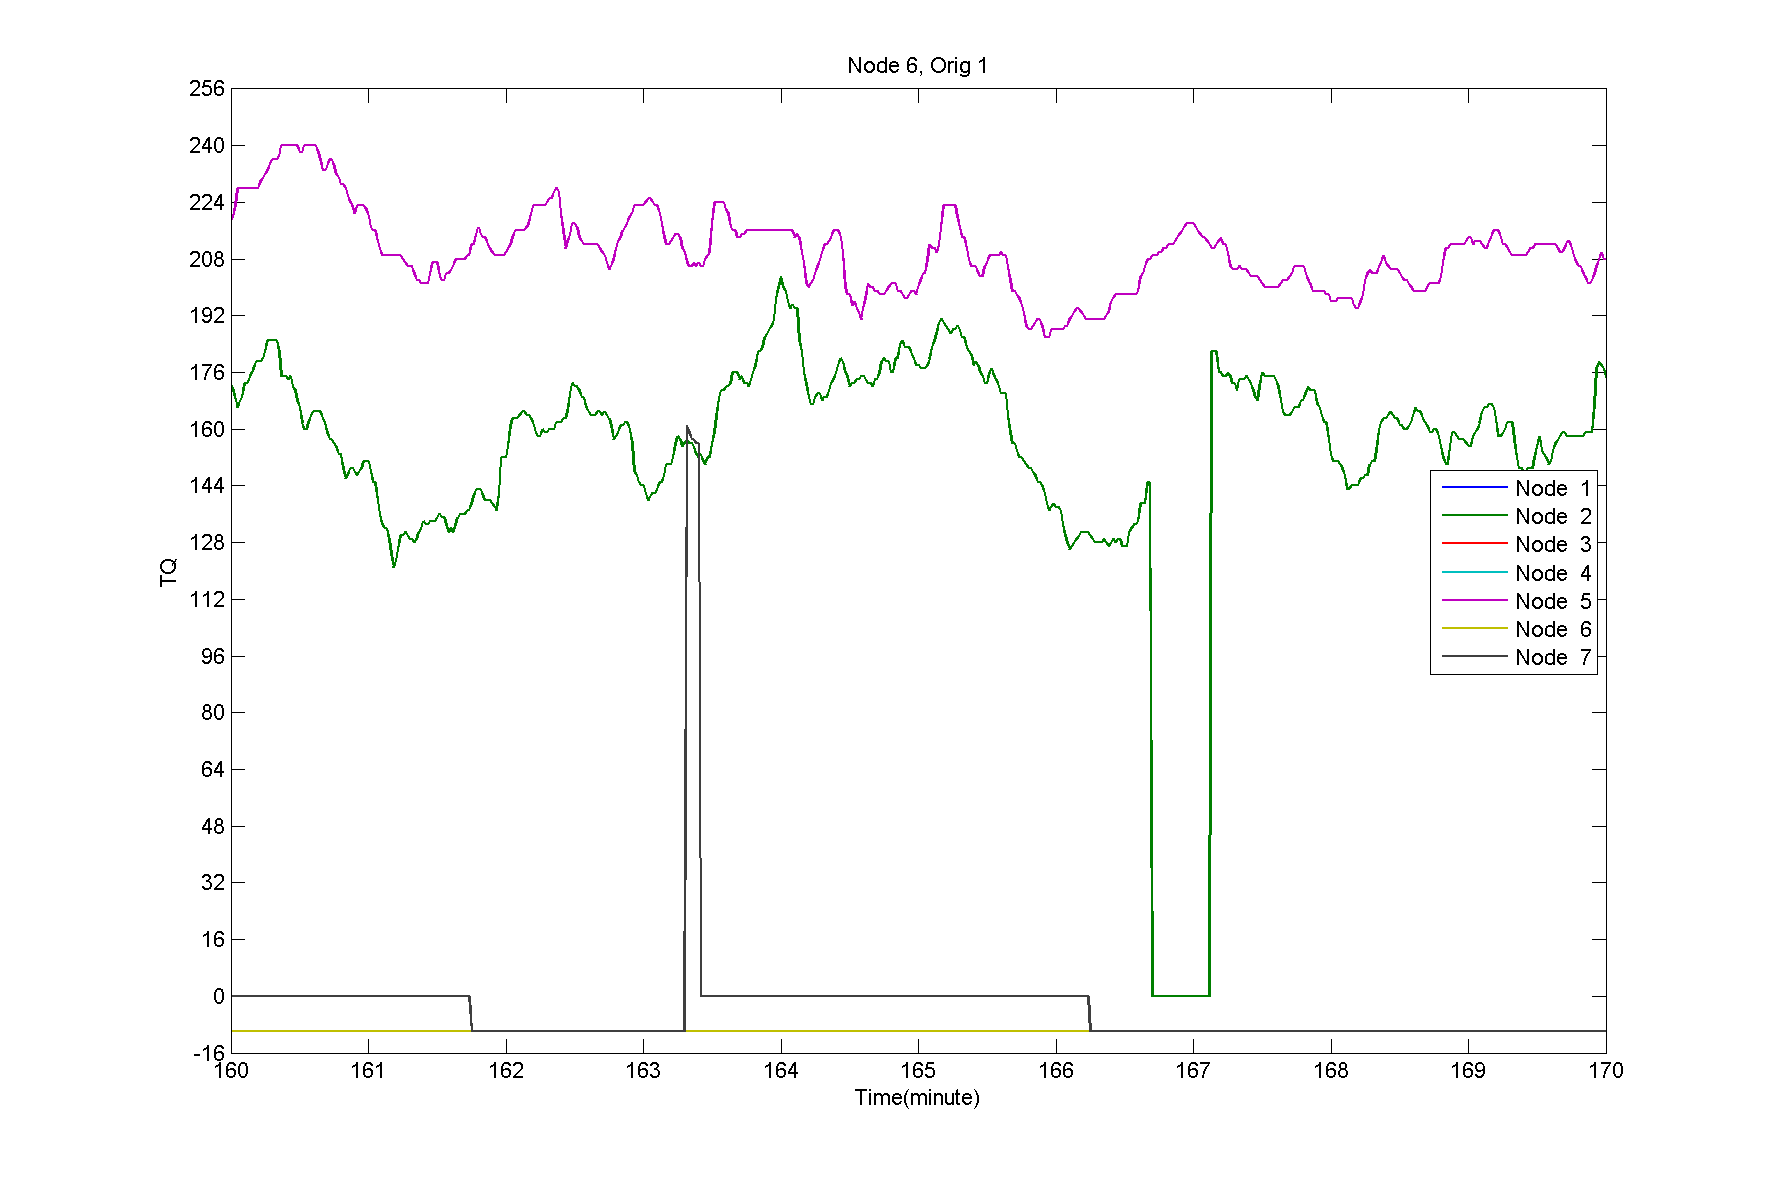 Node 6, Orig 1
256
240
224
208
192
176
160
144
128
112
96
80
64
48
32
16
0
-16
TQ
Node 1
Node 2
Node 3
Node 4
Node 5
Node 6
Node 7
160 161 162 163 164 165 166 167 168 169 170
Time(minute)